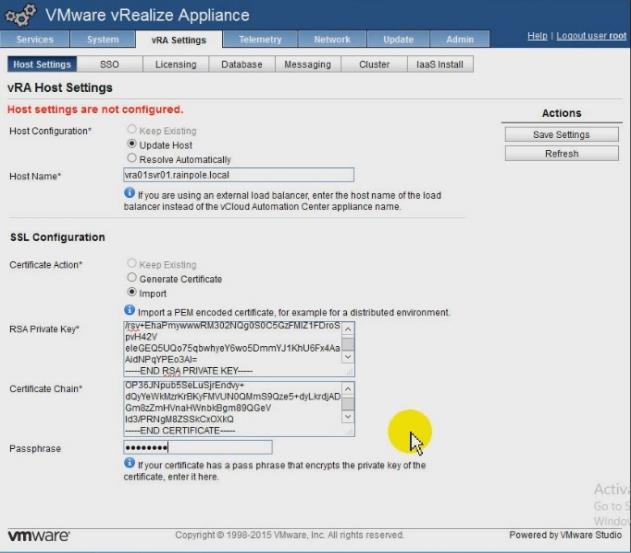 VMware vRealize Appliance
Services System vRA Settings Telemetry Network Update Admin Help | Logout user root
Host Settings SSO Licensing Database Messaging Cluster IaaS Install
vRA Host Settings
Host settings are not configured.
Host Configuration*
Keep Existing
Update Host
Resolve Automatically
Host Name*
vra01svr01.rainpole.local
If you are using an external load balancer, enter the host name of the load
balancer instead of the vCloud Automation Center appliance name.
Actions
Save Settings
Refresh
SSL Configuration
Certificate Action*
Keep Existing
Generate Certificate
Import
Import a PEM encoded certificate, for example for a distributed environment.
RSA Private Key*
/rsv+EhaPmywwwRM302NQg0S0C5GzFMlZ1FDroS
pvH42V
eleGEQ5UQo75qbwhyeY6wo5DmmYJ1KhU6Fx4Aa
AidNPqYPEo3AI=
-----END RSA PRIVATE KEY-----
Certificate Chain*
OP36JNpub5SeLuSjrEndvy+
dQyYeWkMzrKrBKyFMVUN0QMmS9Qze5+dyLkrdjAD
Gm8zZmHVnaHWnbkBgm89QGeV
Id3/PRNgM8ZSSkCxOXkQ
-----END CERTIFICATE-----
Passphrase
If your certificate has a pass phrase that encrypts the private key of the
certificate, enter it here.
Go to S
Window
vmware
Copyright © 1998-2015 VMware, Inc. All rights reserved.
Powered by VMware Studio